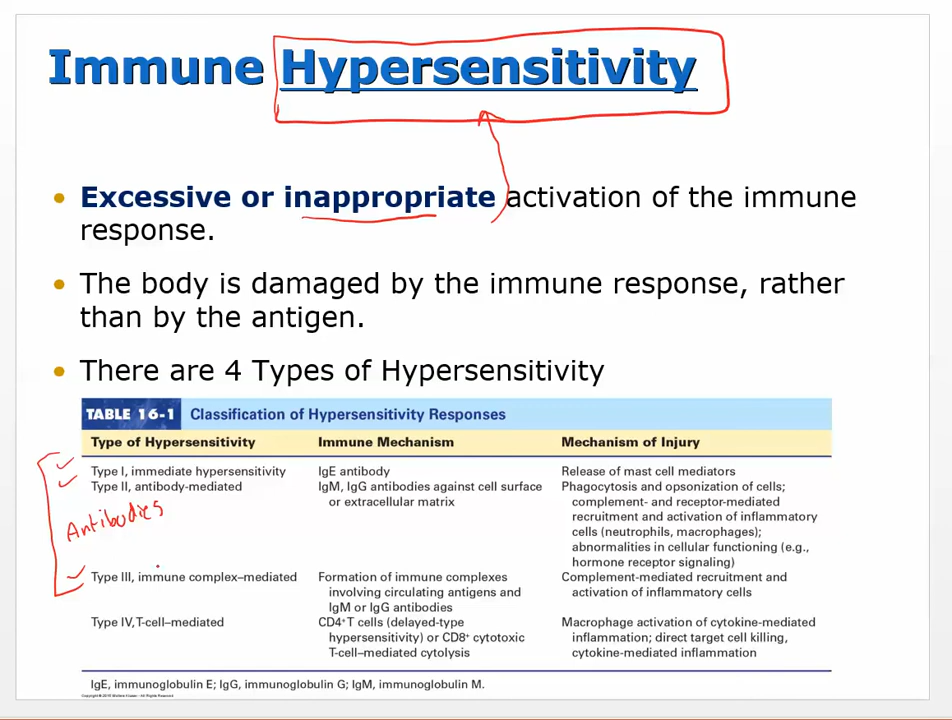 Immune Hypersensitivity
• Excessive or inappropriate activation of the immune
response.
• The body is damaged by the immune response, rather
than by the antigen.
• There are 4 Types of Hypersensitivity
TABLE 16-1 Classification of Hypersensitivity Responses
Type of Hypersensitivity Immune Mechanism Mechanism of Injury
Type I, immediate hypersensitivity IgE antibody Release of mast cell mediators
Type II, antibody-mediated IgM, IgG antibodies against cell surface Phagocytosis and opsonization of cells;
or extracellular matrix complement- and receptor-mediated
Antibodies recruitment and activation of inflammatory
cells (neutrophils, macrophages);
abnormalities in cellular functioning (e.g.,
hormone receptor signaling)
Type III, immune complex–mediated Formation of immune complexes Complement-mediated recruitment and
involving circulating antigens and activation of inflammatory cells
IgM or IgG antibodies
Type IV, T-cell–mediated CD4⁺T cells (delayed-type Macrophage activation of cytokine-mediated
hypersensitivity) or CD8⁺ cytotoxic inflammation; direct target cell killing,
T-cell–mediated cytolysis cytokine-mediated inflammation
IgE, immunoglobulin E; IgG, immunoglobulin G; IgM, immunoglobulin M.